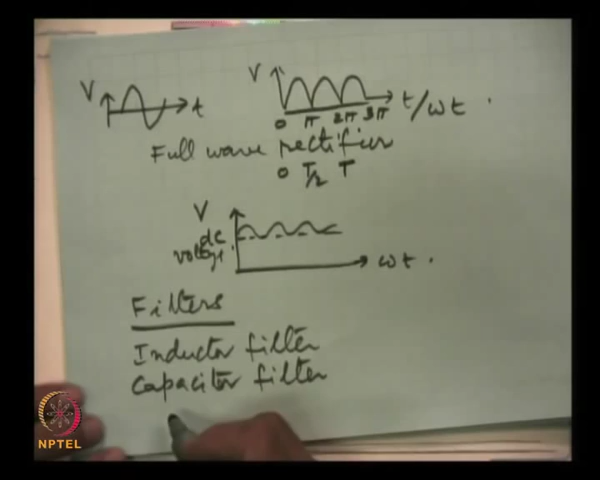 V t
V t/ωt .
0 π 2π 3π
Full wave rectifier
0 T/2 T
V
dc
voltage.
ωt .
Filters
Inductor filter
Capacitor filter
NPTEL